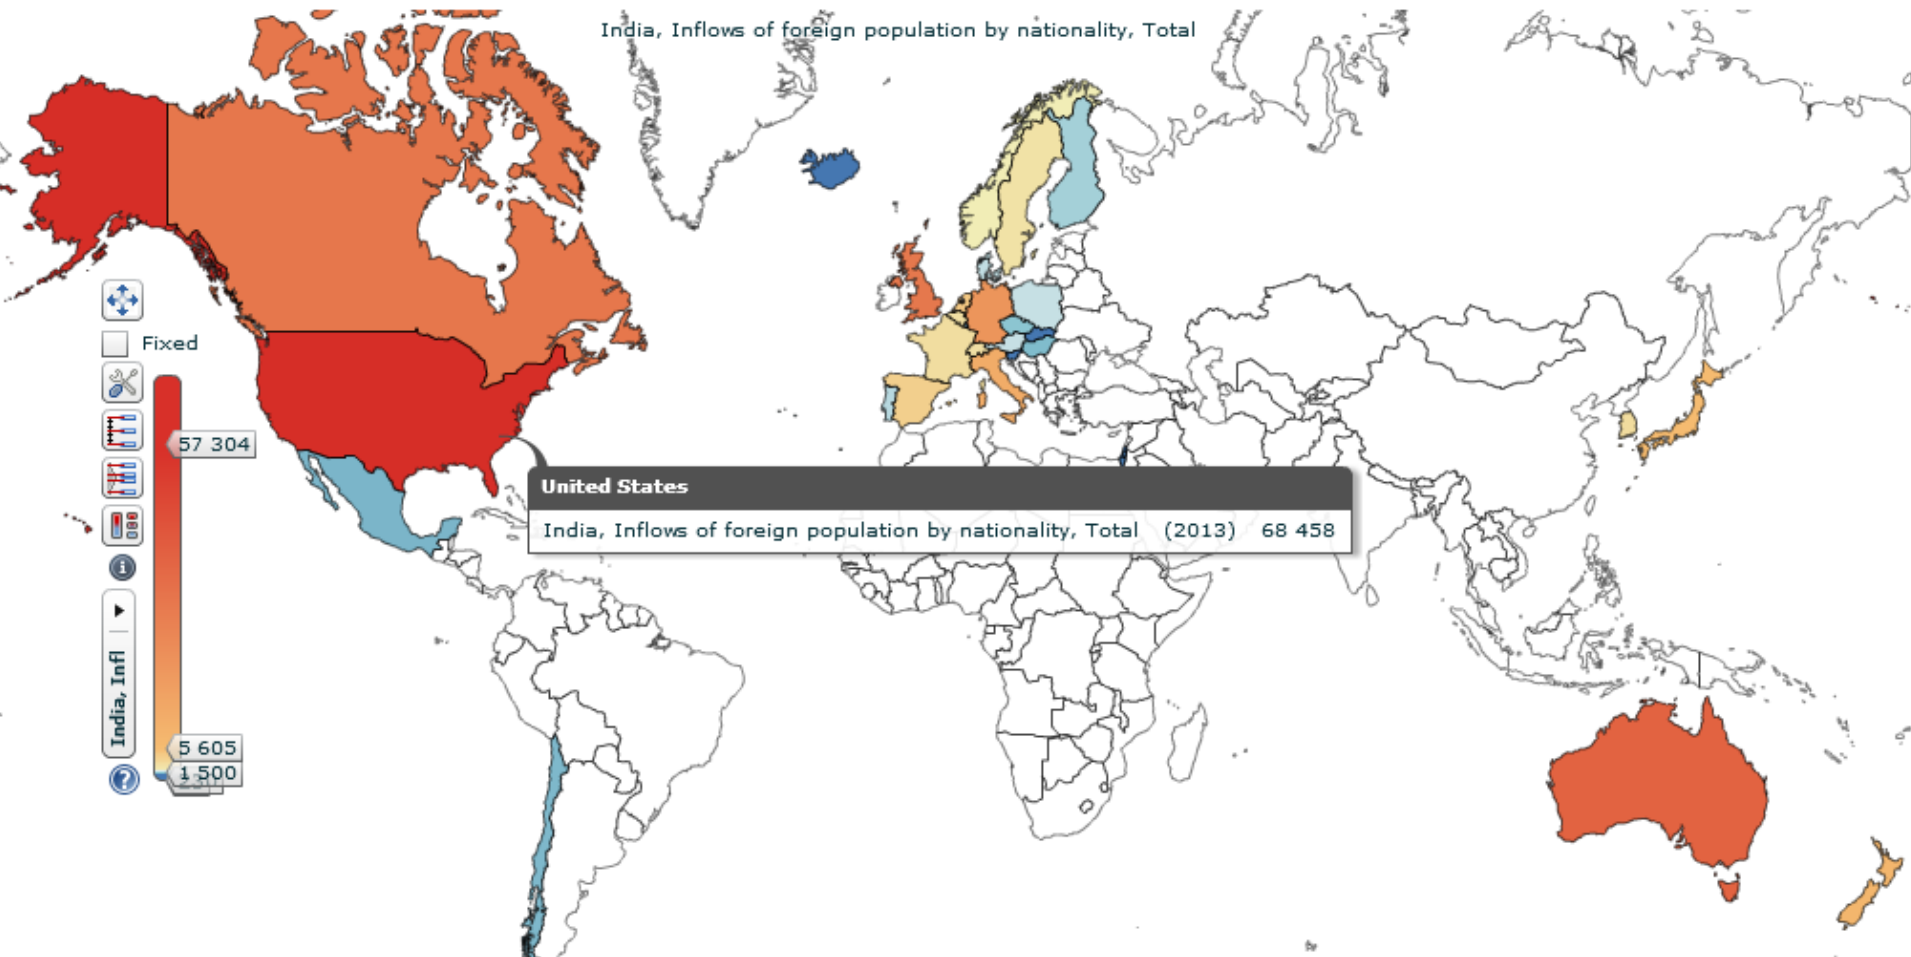 India, Inflows of foreign population by nationality, Total
Fixed
57 304
United States
India, Inflows of foreign population by nationality, Total (2013) 68 458
India, Infl
5 605
1 500